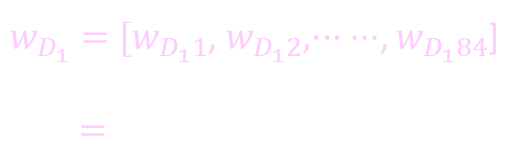 w_{D_1} = [w_{D_1 1}, w_{D_1 2}, ⋯ ⋯, w_{D_1 84}]
=